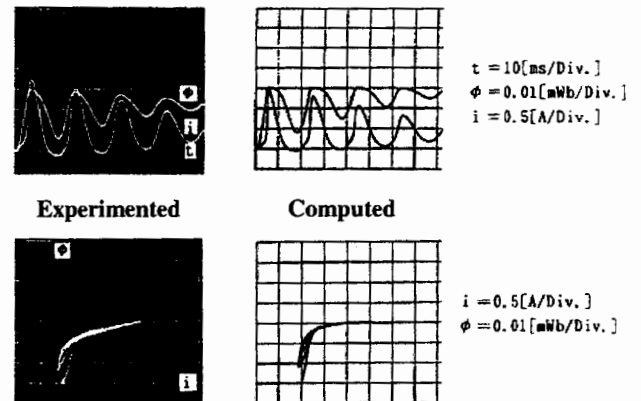 φ
i
t
t = 10[ms/Div.]
φ = 0.01[mWb/Div.]
i = 0.5[A/Div.]
Experimented
Computed
φ
i
i = 0.5[A/Div.]
φ = 0.01[mWb/Div.]